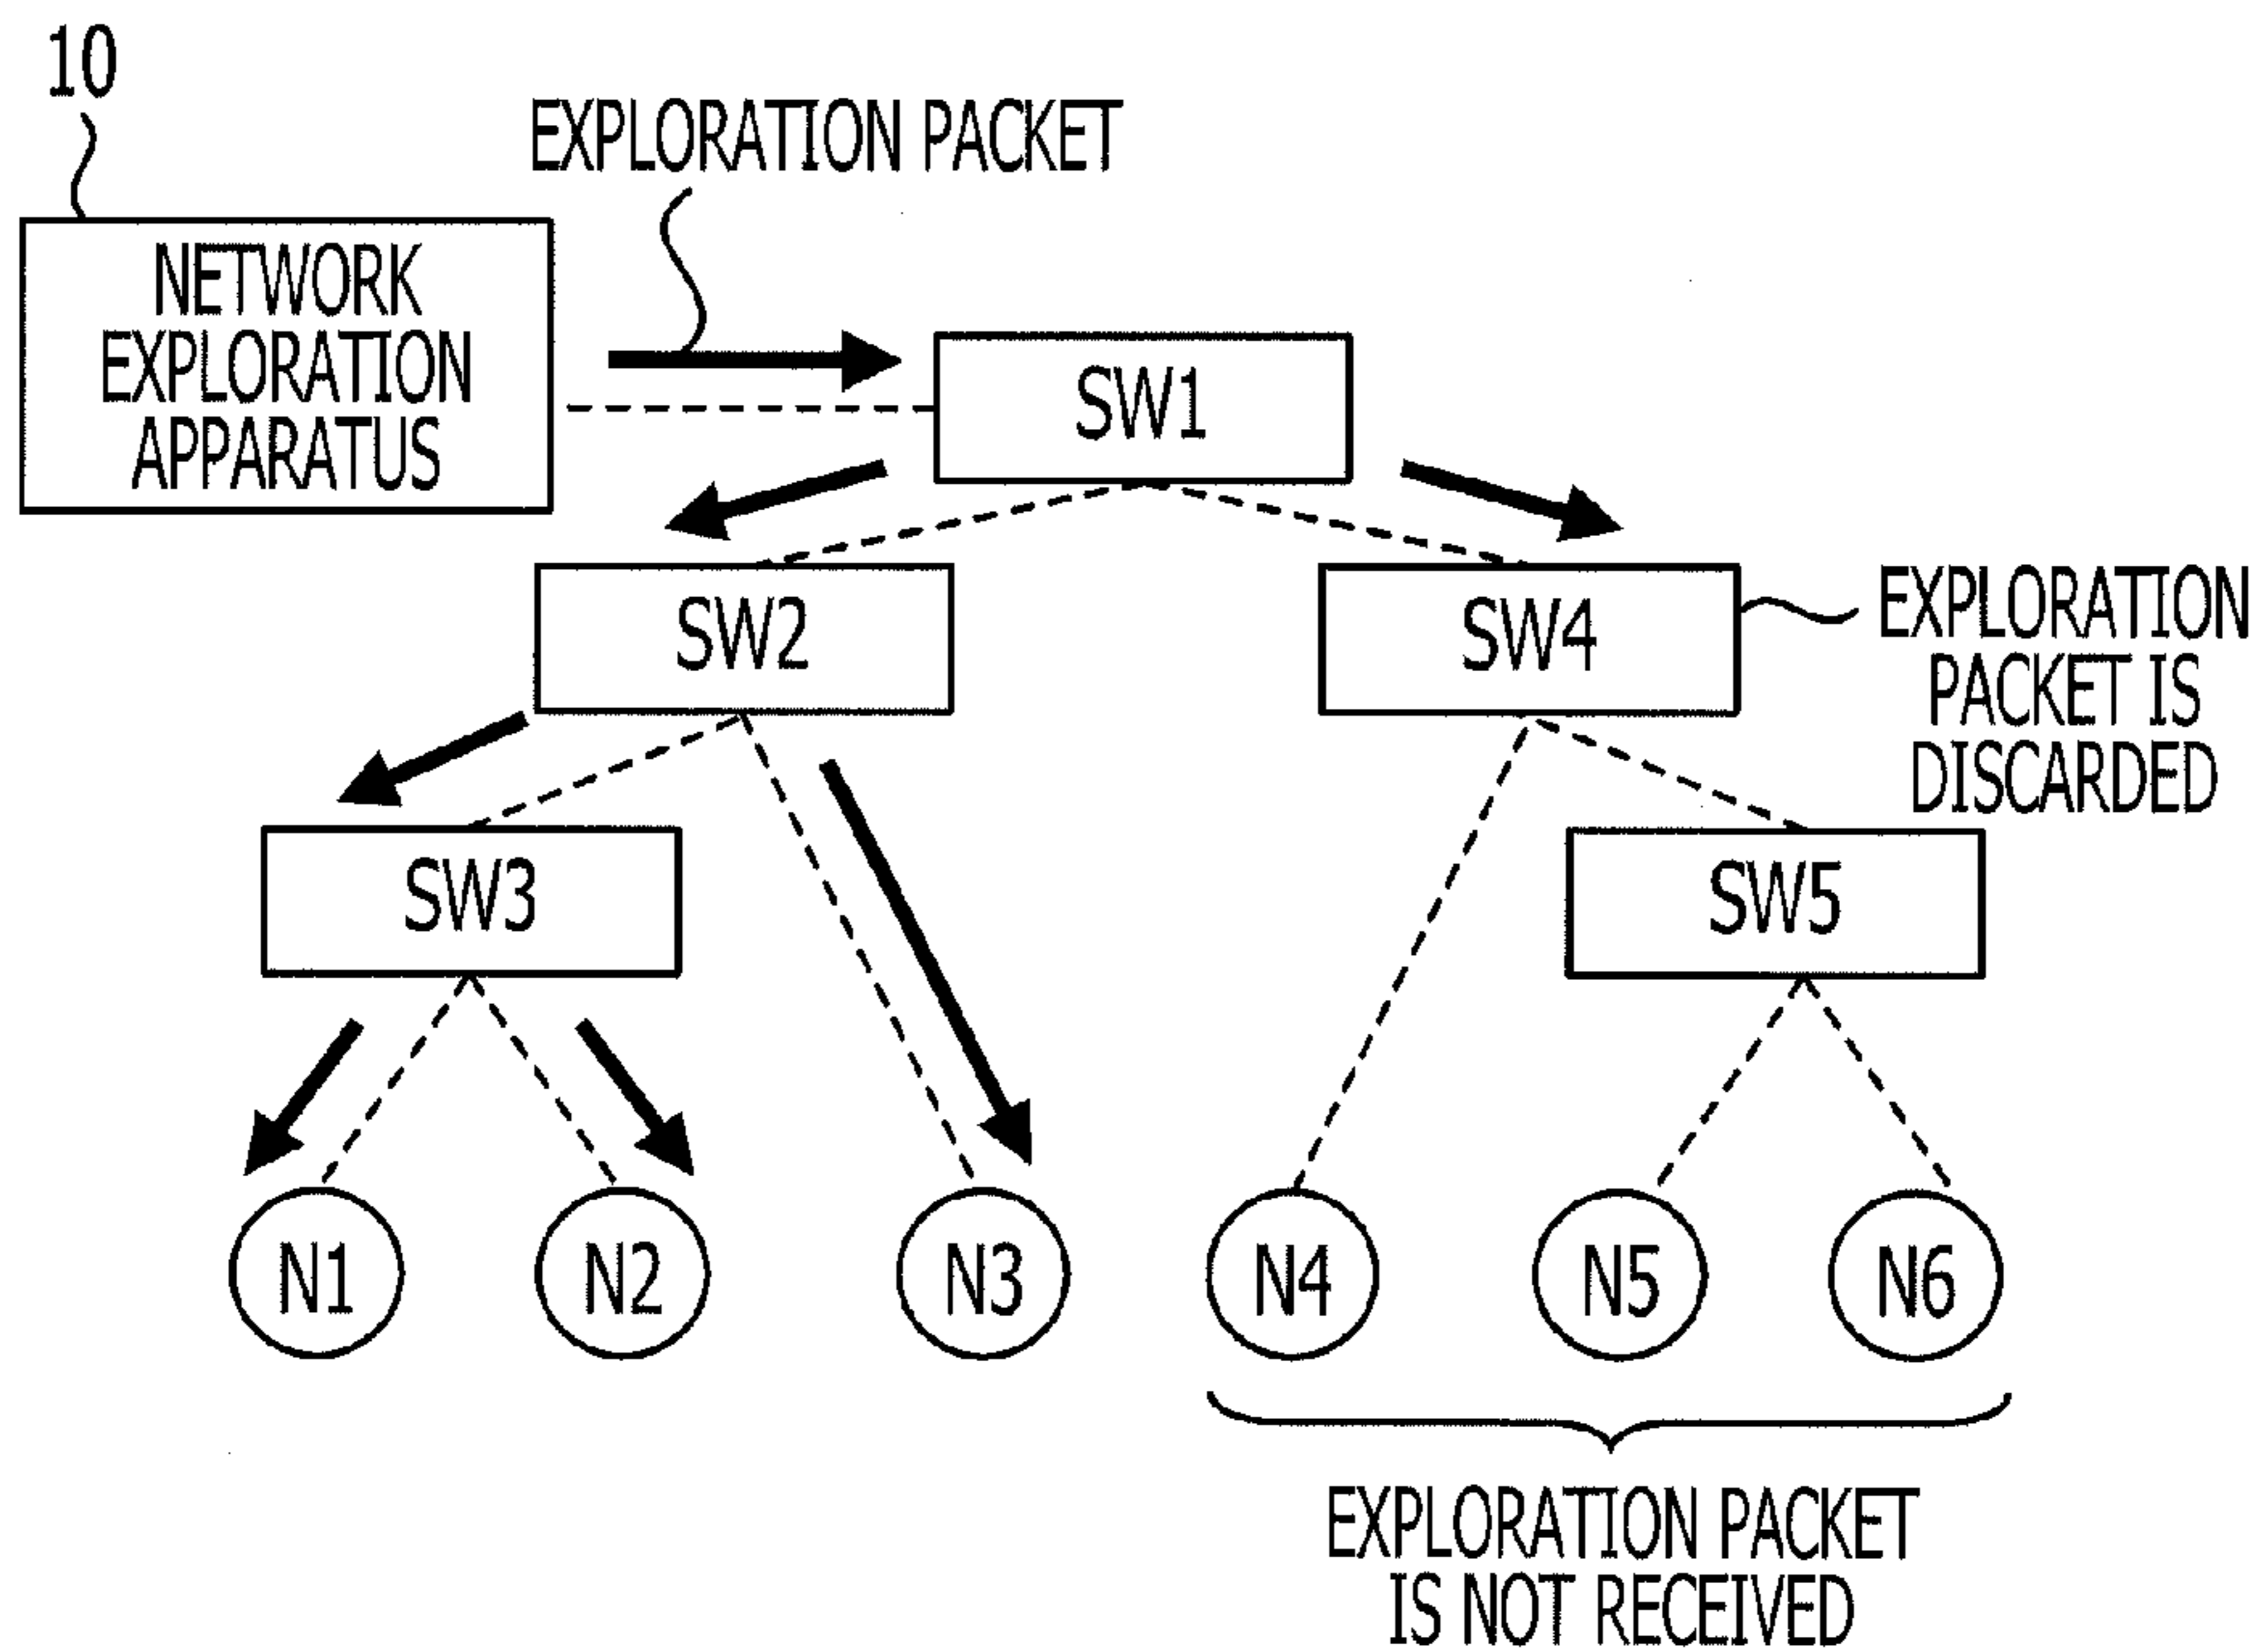 10
EXPLORATION PACKET
NETWORK
EXPLORATION
APPARATUS
SW1
SW2
SW4
EXPLORATION
PACKET IS
DISCARDED
SW3
SW5
N1
N2
N3
N4
N5
N6
EXPLORATION PACKET
IS NOT RECEIVED